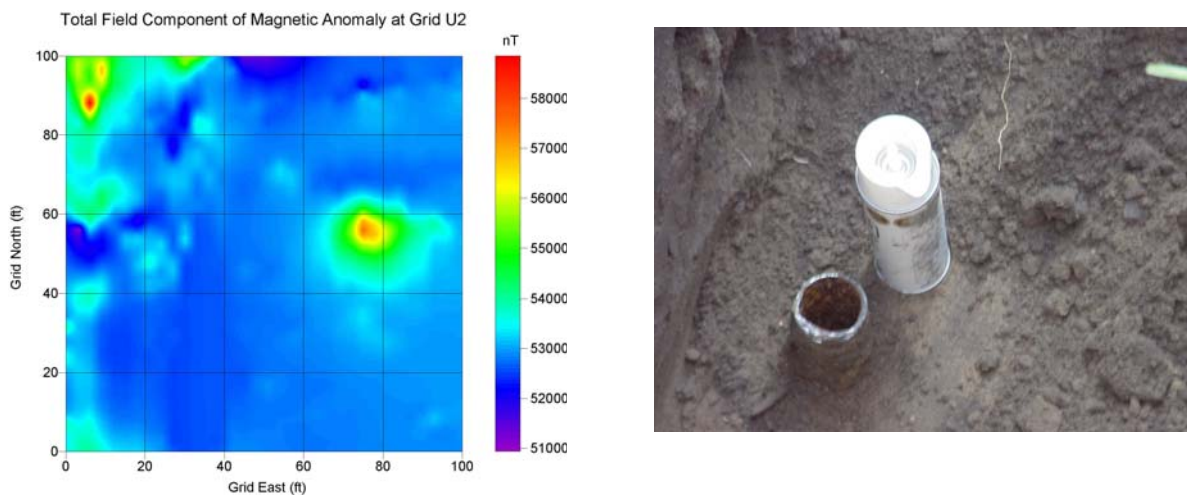 Total Field Component of Magnetic Anomaly at Grid U2
nT
100
80
60
40
20
0
Grid North (ft)
0 20 40 60 80 100
Grid East (ft)
58000
57000
56000
55000
54000
53000
52000
51000